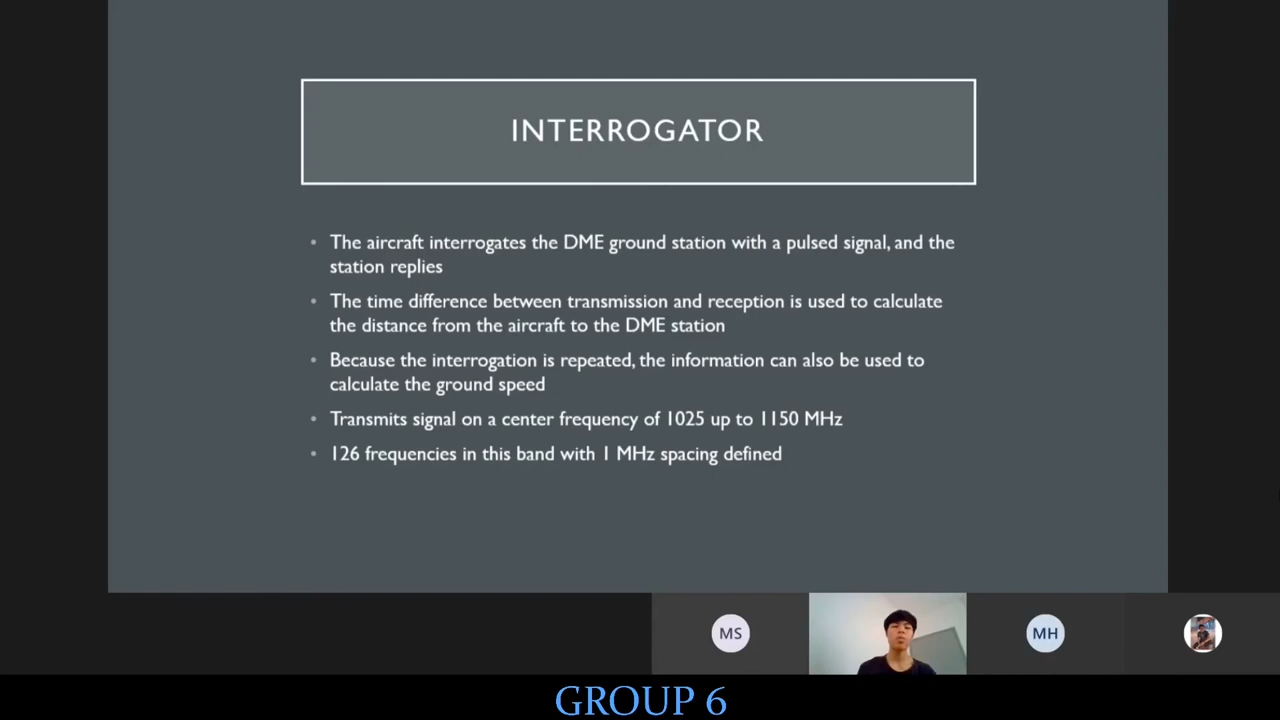 INTERROGATOR
• The aircraft interrogates the DME ground station with a pulsed signal, and the
station replies
• The time difference between transmission and reception is used to calculate
the distance from the aircraft to the DME station
• Because the interrogation is repeated, the information can also be used to
calculate the ground speed
• Transmits signal on a center frequency of 1025 up to 1150 MHz
• 126 frequencies in this band with 1 MHz spacing defined
MS
MH
GROUP 6